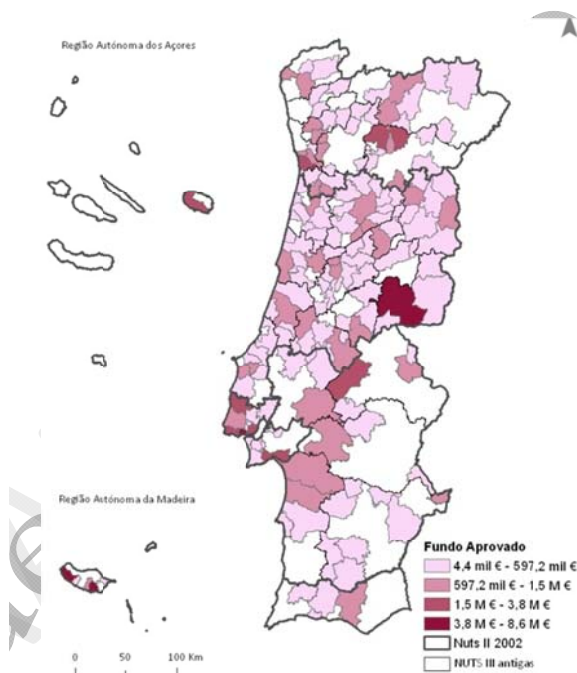 Região Autónoma dos Açores
Região Autónoma da Madeira
Fundo Aprovado
4,4 mil € - 597,2 mil €
597,2 mil - 1,5 M €
1,5 M € - 3,8 M €
3,8 M € - 8,6 M €
Nuts II 2002
NUTS III antigas
0 50 100 Km